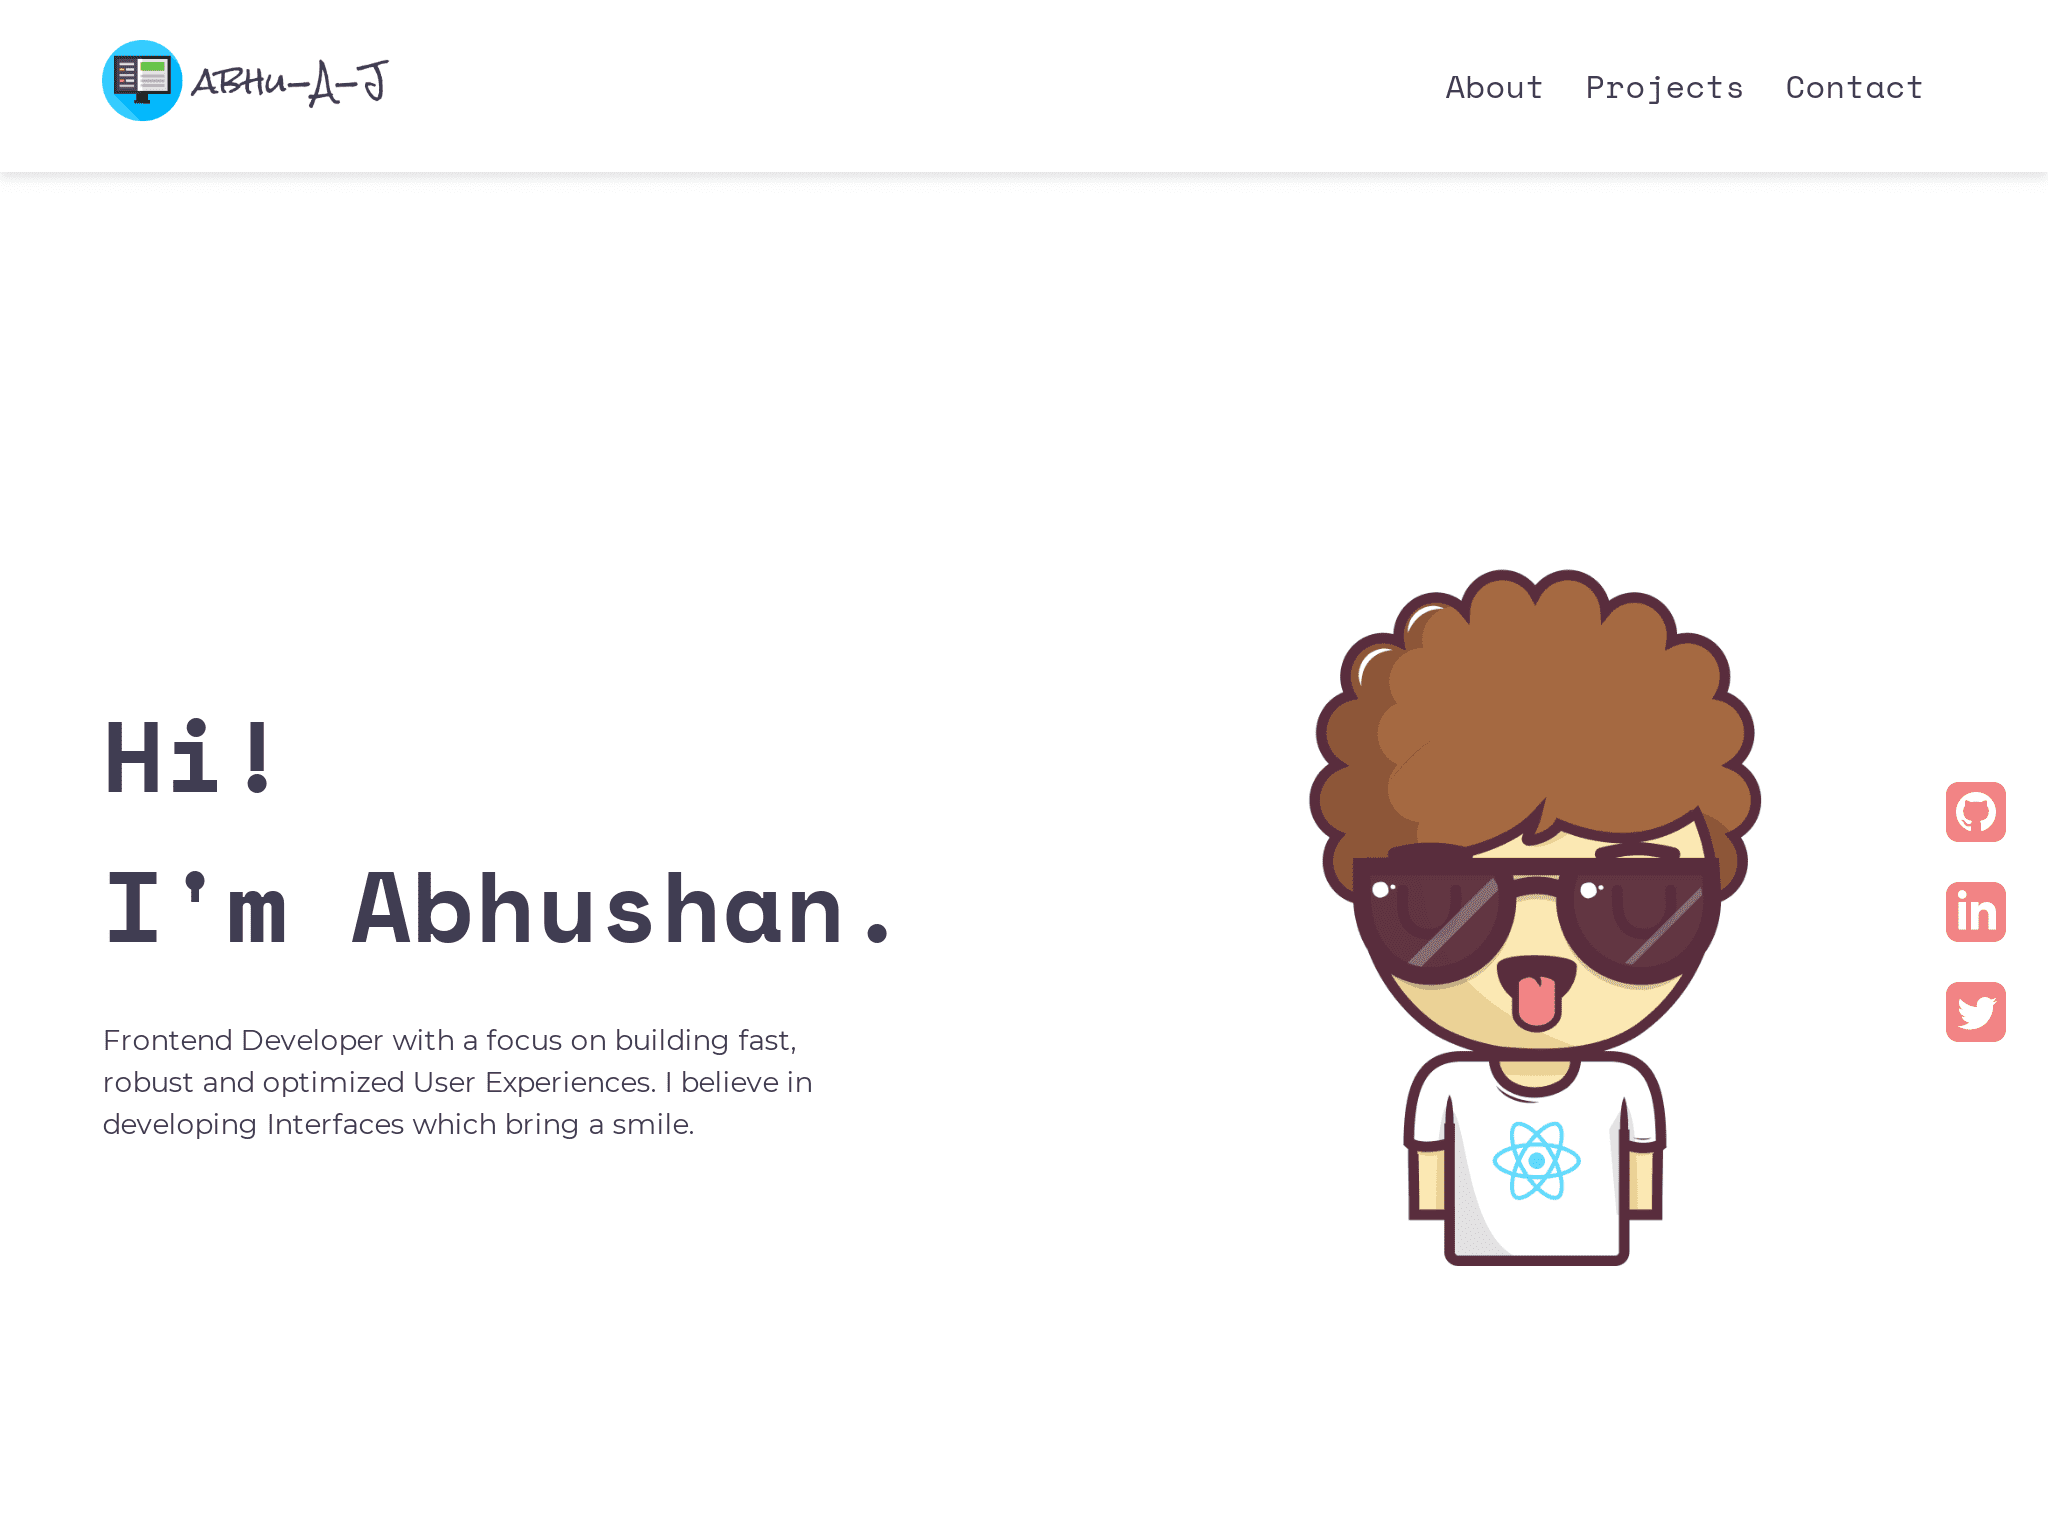 ABHU-A-J
About Projects Contact
Hi!
I'm Abhushan.
Frontend Developer with a focus on building fast,
robust and optimized User Experiences. I believe in
developing Interfaces which bring a smile.
in